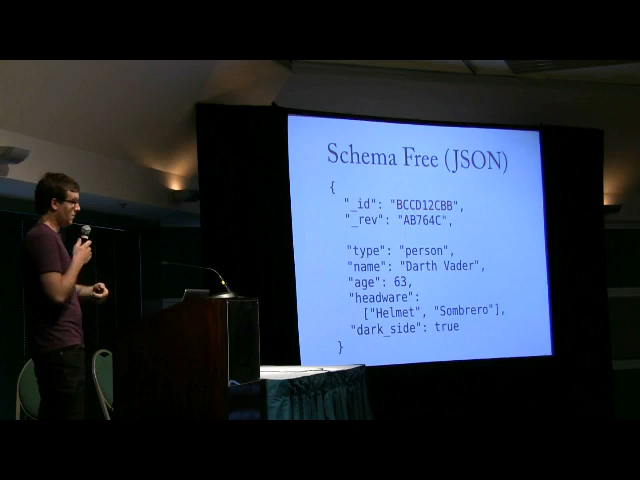 Schema Free (JSON)
{
"_id": "BCCD12CBB",
"_rev": "AB764C",
"type": "person",
"name": "Darth Vader",
"age": 63,
"headware":
["Helmet", "Sombrero"],
"dark_side": true
}